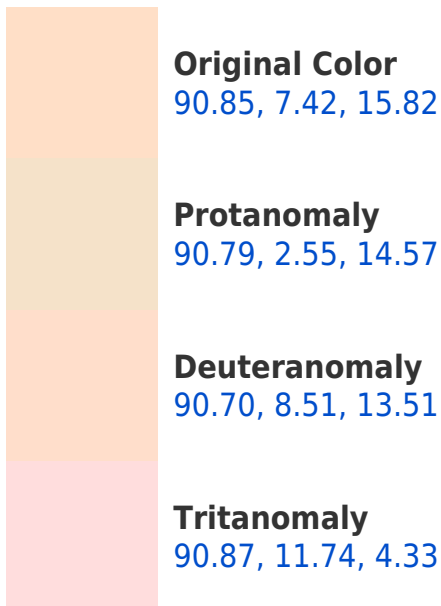 Original Color
90.85, 7.42, 15.82
Protanomaly
90.79, 2.55, 14.57
Deuteranomaly
90.70, 8.51, 13.51
Tritanomaly
90.87, 11.74, 4.33